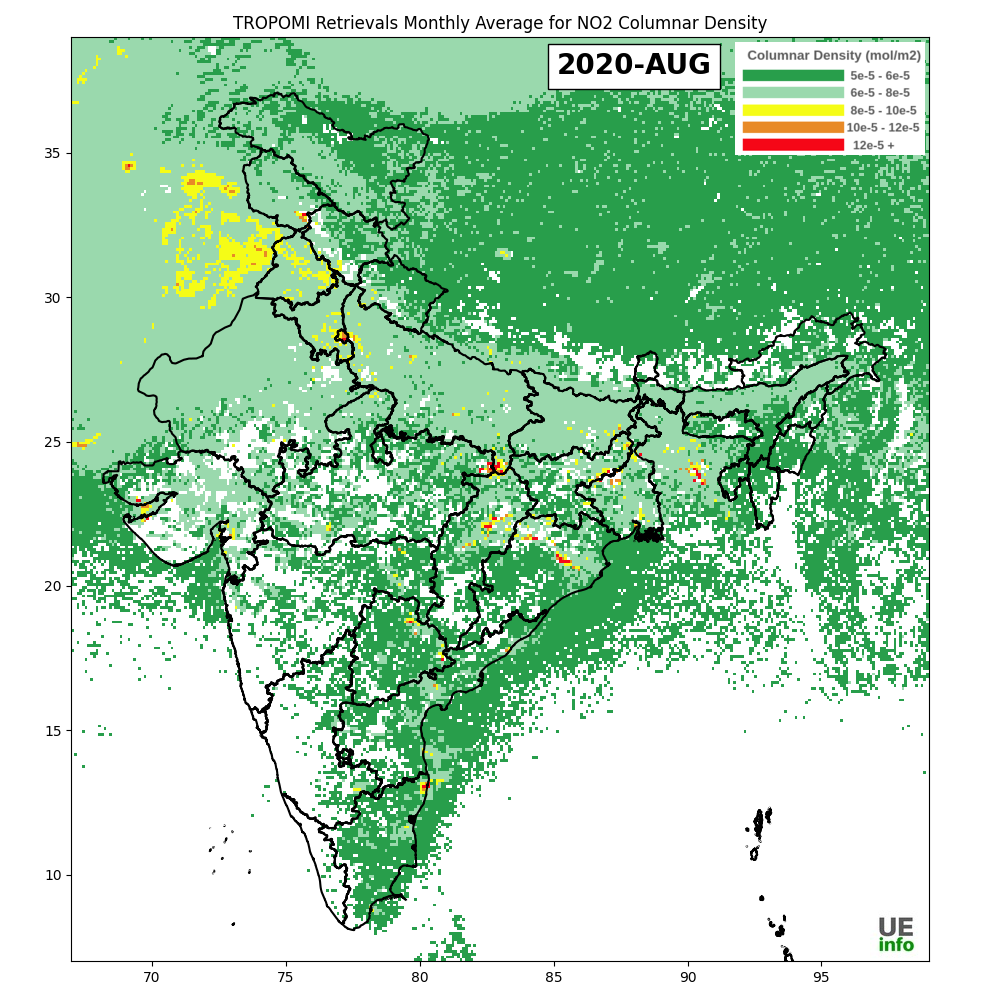 TROPOMI Retrievals Monthly Average for NO2 Columnar Density
2020-AUG
Columnar Density (mol/m2)
5e-5 - 6e-5
6e-5 - 8e-5
8e-5 - 10e-5
10e-5 - 12e-5
12e-5 +
35
30
25
20
15
10
UE
info
70 75 80 85 90 95